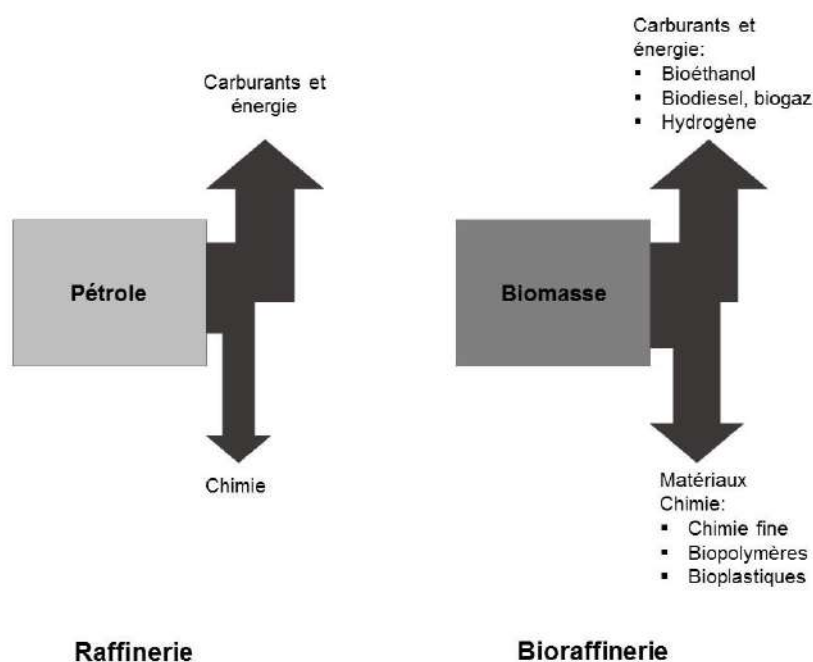 Carburants et
énergie
Pétrole
Chimie
Raffinerie
Carburants et
énergie:
▪ Bioéthanol
▪ Biodiesel, biogaz
▪ Hydrogène
Biomasse
Matériaux
Chimie:
▪ Chimie fine
▪ Biopolymères
▪ Bioplastiques
Bioraffinerie